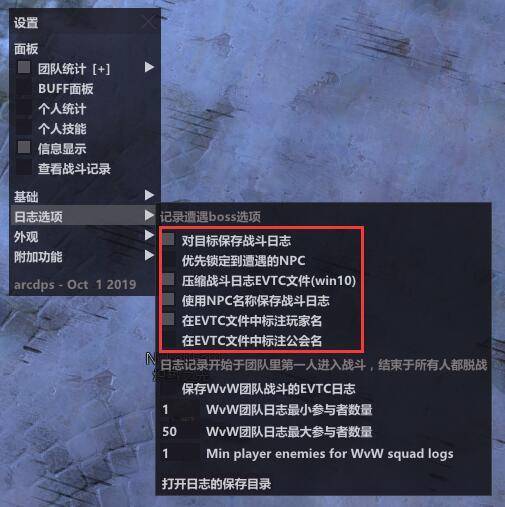 设置
面板
团队统计 [+]
BUFF面板
个人统计
个人技能
信息显示
查看战斗记录
基础
日志选项
外观
附加功能
arcdps - Oct 1 2019
记录遭遇boss选项
对目标保存战斗日志
优先锁定到遭遇的NPC
压缩战斗日志EVTC文件(win10)
使用NPC名称保存战斗日志
在EVTC文件中标注玩家名
在EVTC文件中标注公会名
日志记录开始于团队里第一人进入战斗，结束于所有人都脱战
保存WvW团队战斗的EVTC日志
1 WvW团队日志最小参与者数量
50 WvW团队日志最大参与者数量
1 Min player enemies for WvW squad logs
打开日志的保存目录